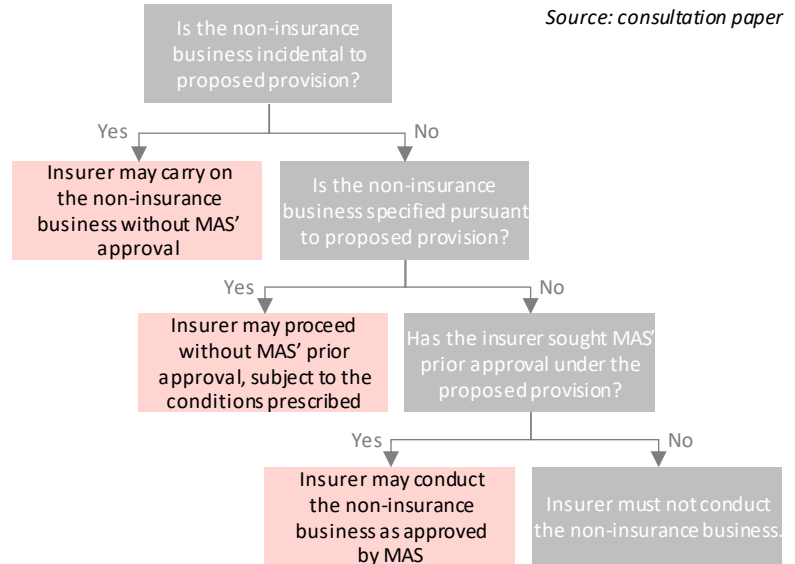 Source: consultation paper
Is the non-insurance
business incidental to
proposed provision?
Yes
No
Insurer may carry on
the non-insurance
business without MAS’
approval
Is the non-insurance
business specified pursuant
to proposed provision?
Yes
No
Insurer may proceed
without MAS’ prior
approval, subject to the
conditions prescribed
Has the insurer sought MAS’
prior approval under the
proposed provision?
Yes
No
Insurer may conduct
the non-insurance
business as approved
by MAS
Insurer must not conduct
the non-insurance business.